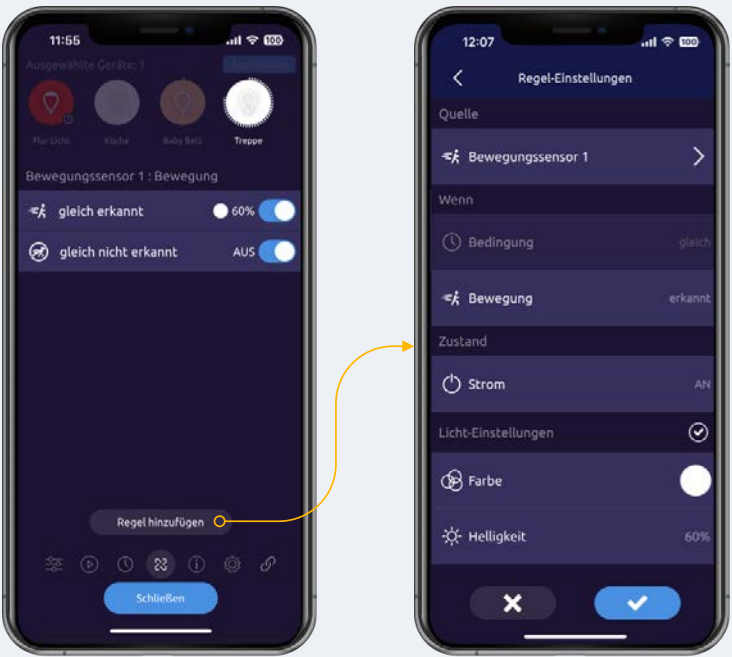 11:55
100
Ausgewählte Geräte: 1
Flur Licht
Küche
Baby Bett
Treppe
Bewegungssensor 1 : Bewegung
gleich erkannt
60%
gleich nicht erkannt
AUS
Regel hinzufügen
Schließen
12:07
100
Regel-Einstellungen
Quelle
Bewegungssensor 1
Wenn
Bedingung
gleich
Bewegung
erkannt
Zustand
Strom
AN
Licht-Einstellungen
Farbe
Helligkeit
60%